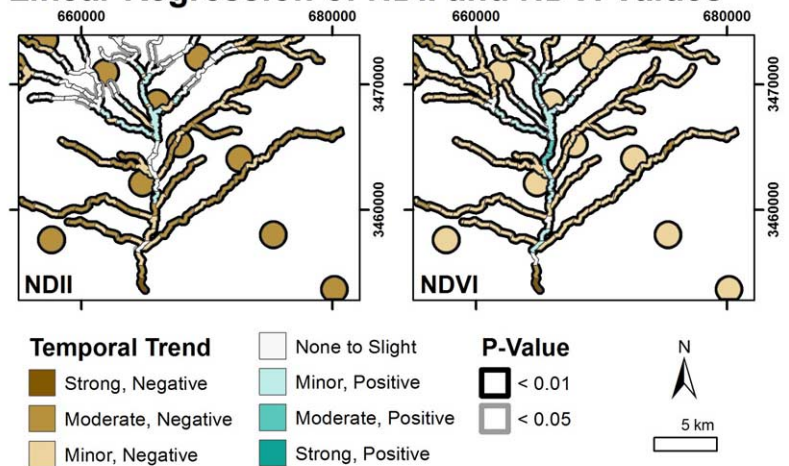 660000 680000 660000 680000
3470000 3470000
3460000 3460000
NDII NDVI
Temporal Trend
Strong, Negative
Moderate, Negative
Minor, Negative
None to Slight
Minor, Positive
Moderate, Positive
Strong, Positive
P-Value
< 0.01
< 0.05
N
5 km